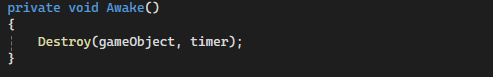 private void Awake()
{
    Destroy(gameObject, timer);
}